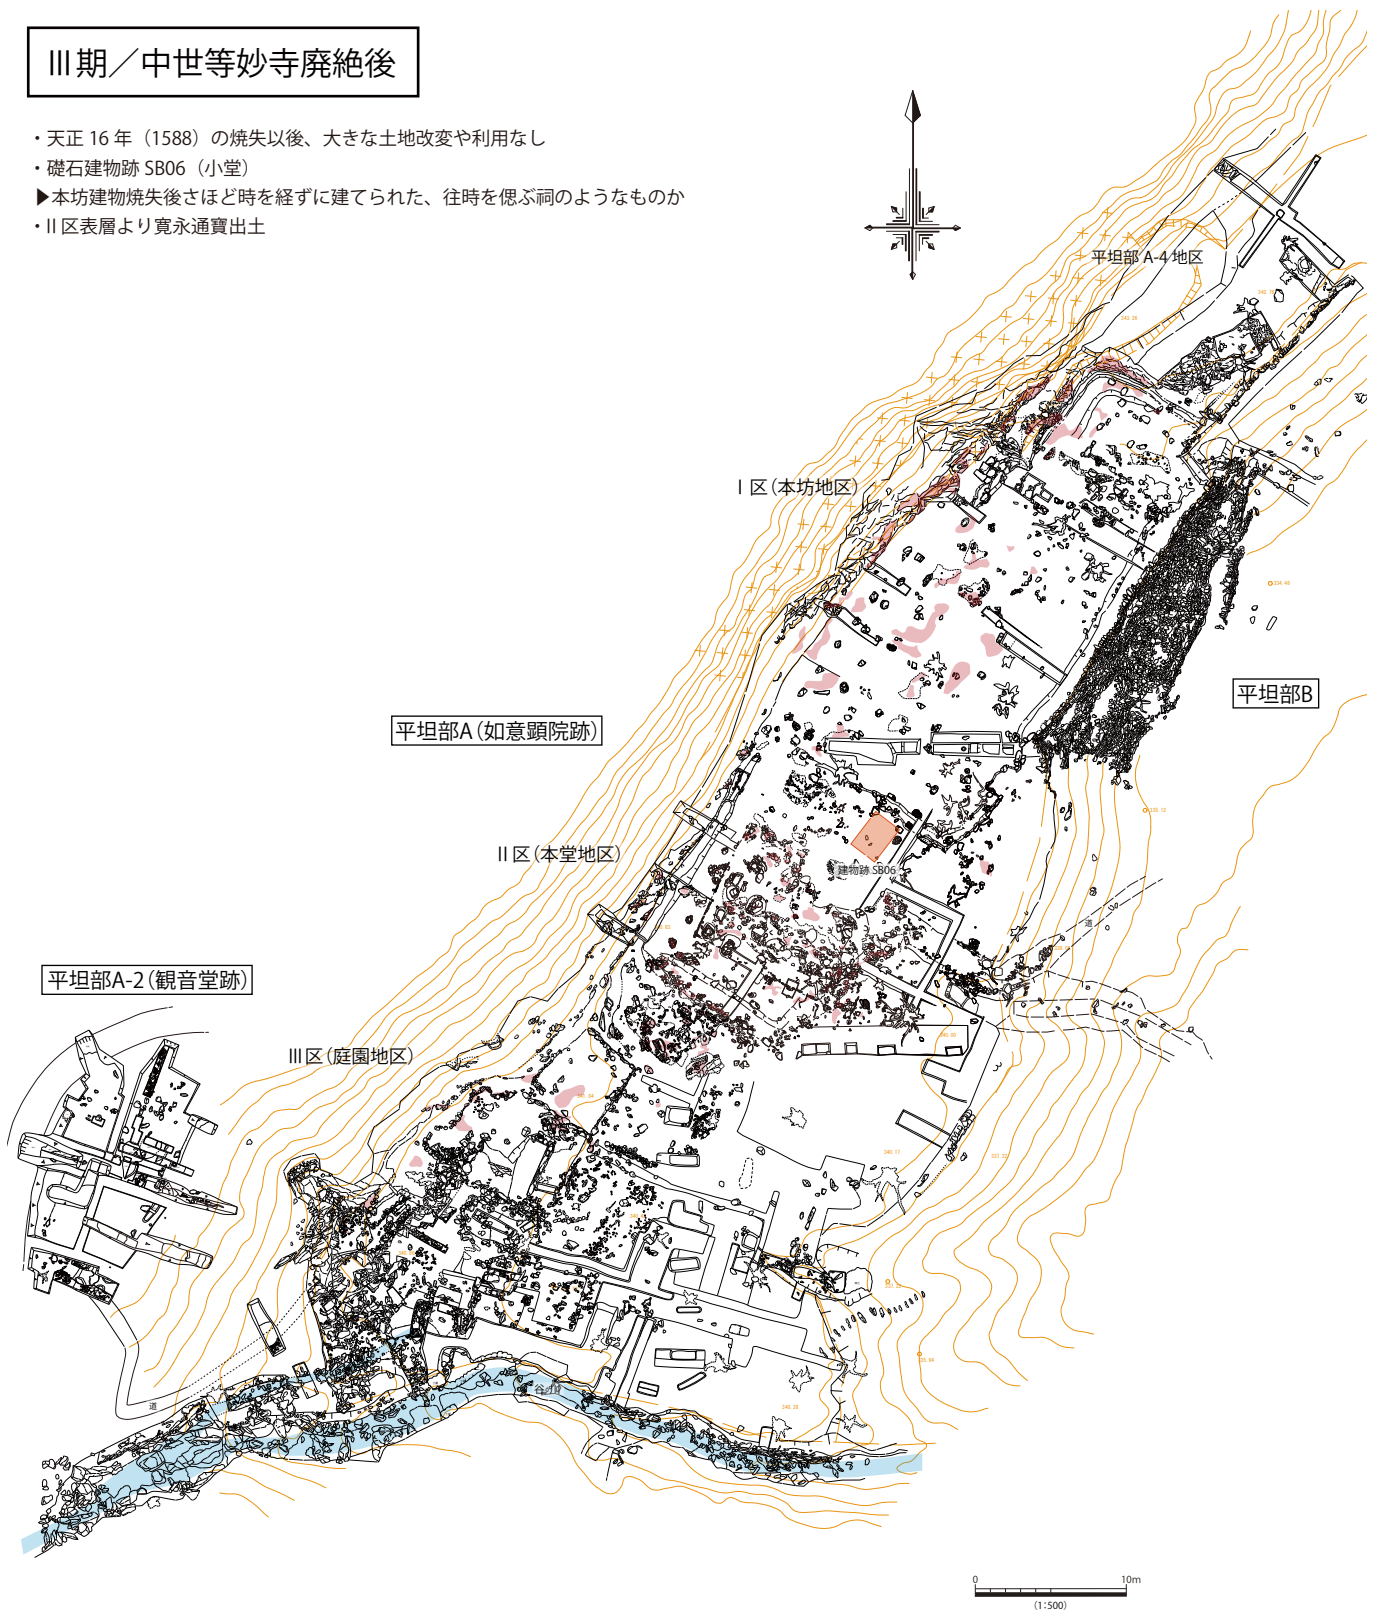 Ⅲ期／中世等妙寺廃絶後
・天正 16 年（1588）の焼失以後、大きな土地改変や利用なし
・礎石建物跡 SB06（小堂）
▶本坊建物焼失後さほど時を経ずに建てられた、往時を偲ぶ祠のようなものか
・Ⅱ区表層より寛永通寶出土
平坦部 A-4 地区
Ⅰ区（本坊地区）
平坦部B
平坦部A（如意顕院跡）
Ⅱ区（本堂地区）
建物跡 SB06
道
平坦部A-2（観音堂跡）
Ⅲ区（庭園地区）
道
0 10m
(1:500)